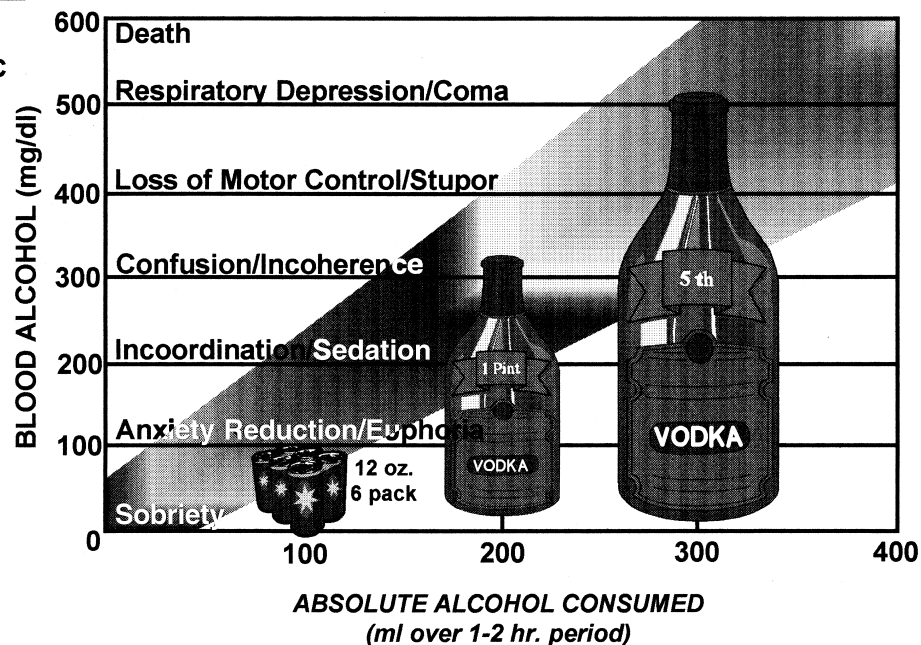 C
BLOOD ALCOHOL (mg/dl)
600
Death
Respiratory Depression/Coma
500
Loss of Motor Control/Stupor
400
Confusion/Incoherence
300
5 th
Incoordination/Sedation
200
1 Pint
Anxiety Reduction/Euphoria
100
VODKA
12 oz.
6 pack
VODKA
Sobriety
0
100
200
300
400
ABSOLUTE ALCOHOL CONSUMED
(ml over 1-2 hr. period)